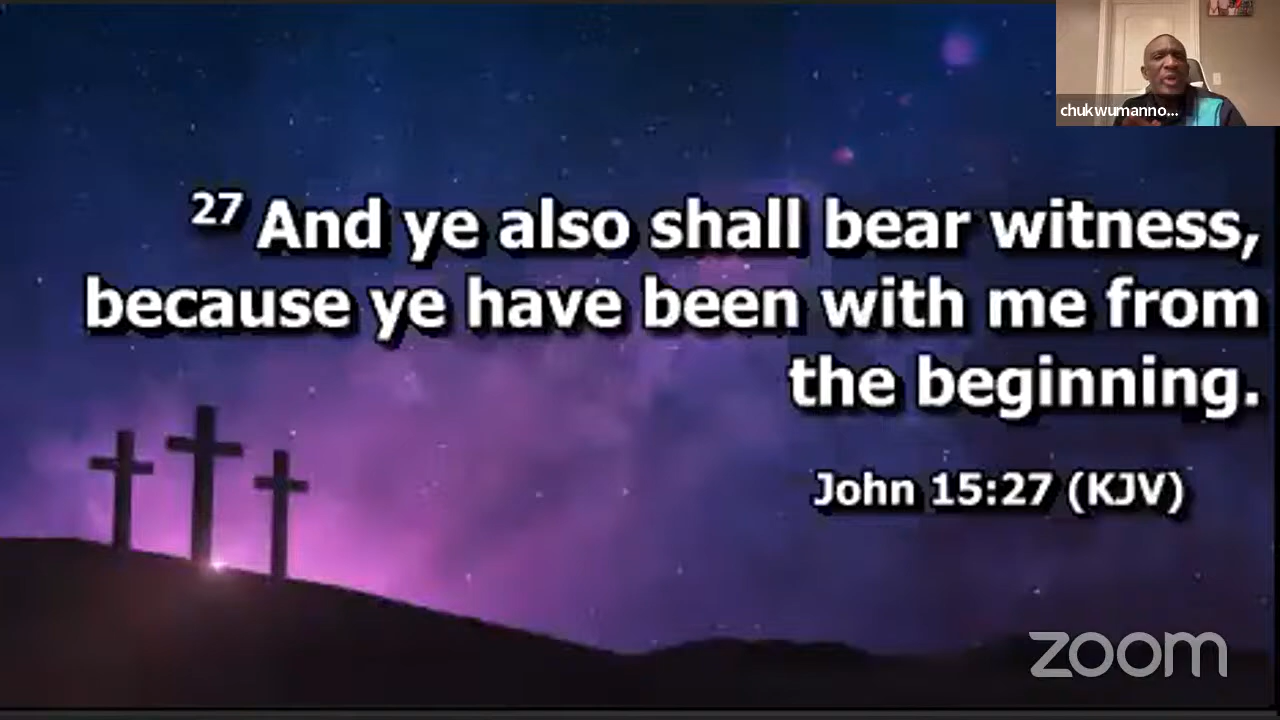 chukwumanno...
27 And ye also shall bear witness,
because ye have been with me from
the beginning.
John 15:27 (KJV)
zoom